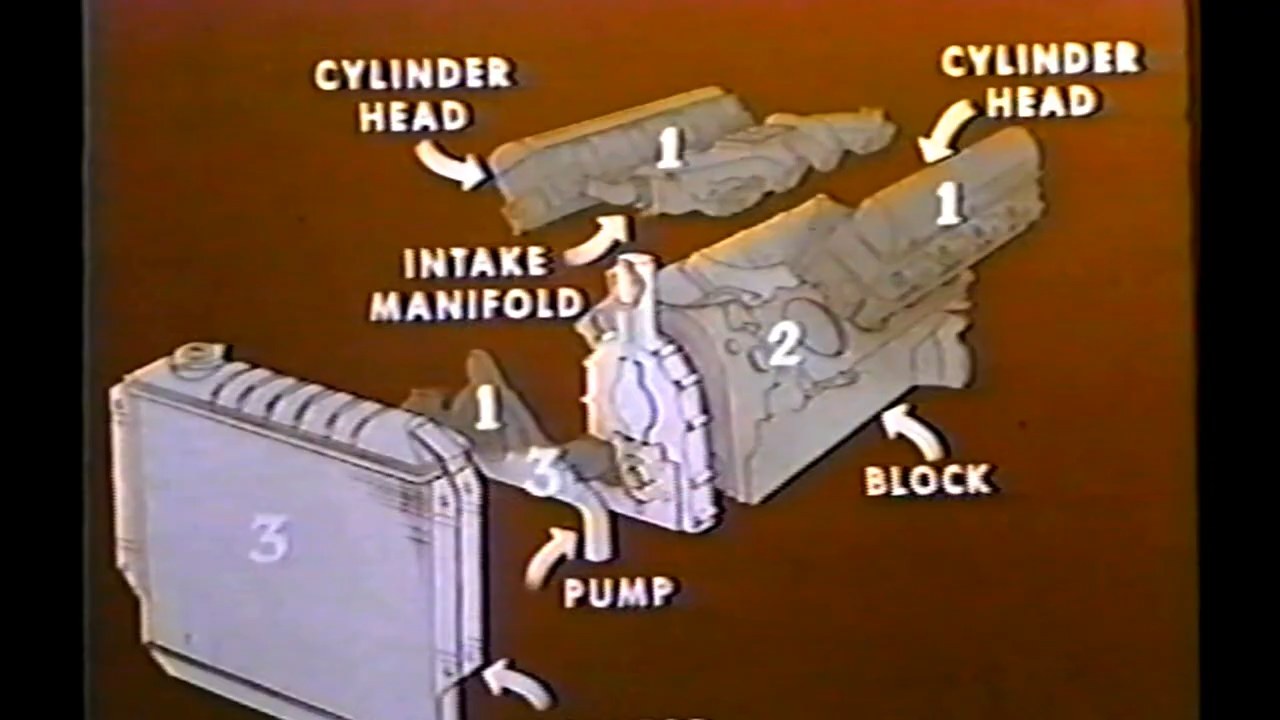 CYLINDER
HEAD
CYLINDER
HEAD
1
1
INTAKE
MANIFOLD
2
1
3
BLOCK
3
PUMP